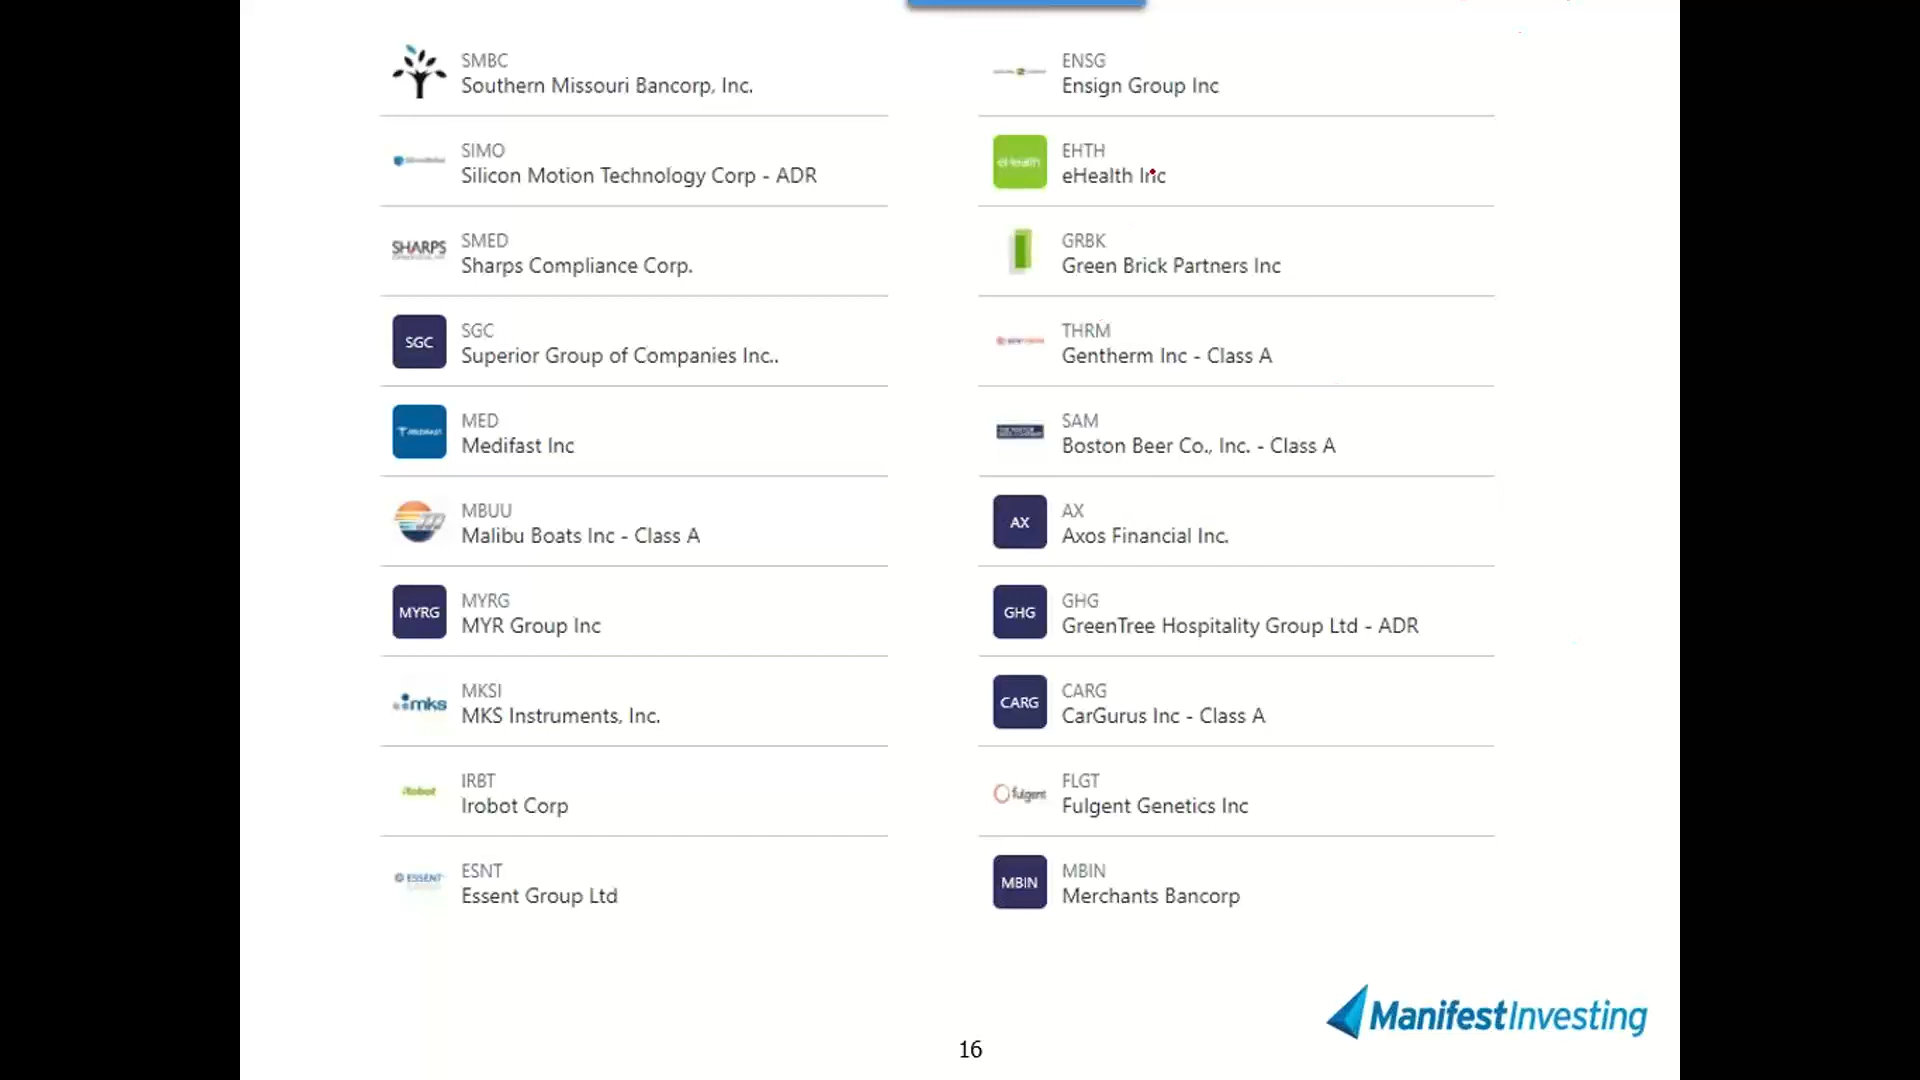 SMBC
Southern Missouri Bancorp, Inc.
SIMO
Silicon Motion Technology Corp - ADR
SHARPS
SMED
Sharps Compliance Corp.
SGC
SGC
Superior Group of Companies Inc..
MEDIFAST
MED
Medifast Inc
MBUU
Malibu Boats Inc - Class A
MYRG
MYRG
MYR Group Inc
mks
MKSI
MKS Instruments, Inc.
iRobot
IRBT
Irobot Corp
ESSENT
ESNT
Essent Group Ltd
ENSG
Ensign Group Inc
eHealth
EHTH
eHealth Inc
GRBK
Green Brick Partners Inc
THRM
Gentherm Inc - Class A
SAM
Boston Beer Co., Inc. - Class A
AX
AX
Axos Financial Inc.
GHG
GHG
GreenTree Hospitality Group Ltd - ADR
CARG
CARG
CarGurus Inc - Class A
fulgent
FLGT
Fulgent Genetics Inc
MBIN
MBIN
Merchants Bancorp
ManifestInvesting
16